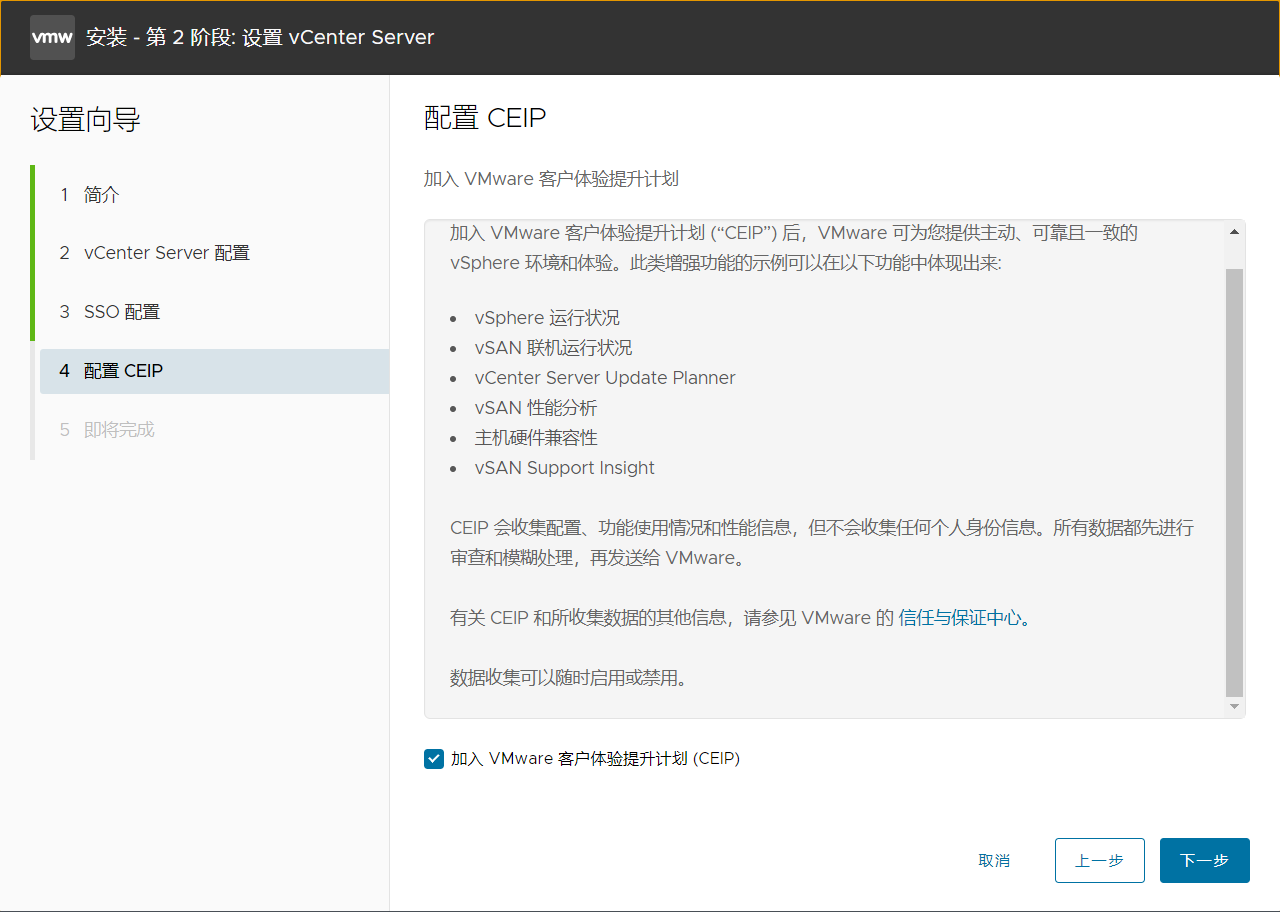 vmw 安装 - 第 2 阶段: 设置 vCenter Server
设置向导
1 简介
2 vCenter Server 配置
3 SSO 配置
4 配置 CEIP
5 即将完成
配置 CEIP
加入 VMware 客户体验提升计划
加入 VMware 客户体验提升计划 (“CEIP”) 后，VMware 可为您提供主动、可靠且一致的
vSphere 环境和体验。此类增强功能的示例可以在以下功能中体现出来:
• vSphere 运行状况
• vSAN 联机运行状况
• vCenter Server Update Planner
• vSAN 性能分析
• 主机硬件兼容性
• vSAN Support Insight
CEIP 会收集配置、功能使用情况和性能信息，但不会收集任何个人身份信息。所有数据都先进行
审查和模糊处理，再发送给 VMware。
有关 CEIP 和所收集数据的其他信息，请参见 VMware 的 信任与保证中心。
数据收集可以随时启用或禁用。
加入 VMware 客户体验提升计划 (CEIP)
取消 上一步 下一步